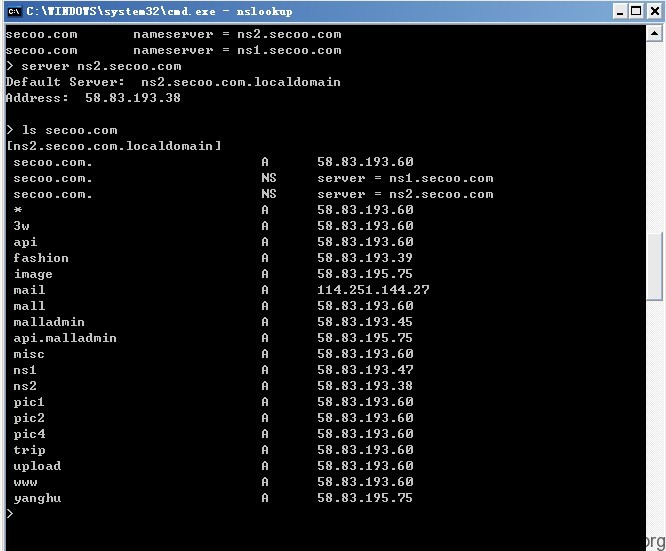 C:\WINDOWS\system32\cmd.exe - nslookup
secoo.com nameserver = ns2.secoo.com
secoo.com nameserver = ns1.secoo.com
> server ns2.secoo.com
Default Server: ns2.secoo.com.localdomain
Address: 58.83.193.38
> ls secoo.com
[ns2.secoo.com.localdomain]
secoo.com. A 58.83.193.60
secoo.com. NS server = ns1.secoo.com
secoo.com. NS server = ns2.secoo.com
* A 58.83.193.60
3w A 58.83.193.60
api A 58.83.193.60
fashion A 58.83.193.39
image A 58.83.195.75
mail A 114.251.144.27
mall A 58.83.193.60
malladmin A 58.83.193.45
api.malladmin A 58.83.195.75
misc A 58.83.193.60
ns1 A 58.83.193.47
ns2 A 58.83.193.38
pic1 A 58.83.193.60
pic2 A 58.83.193.60
pic4 A 58.83.193.60
trip A 58.83.193.60
upload A 58.83.193.60
www A 58.83.193.60
yanghu A 58.83.195.75
>
org